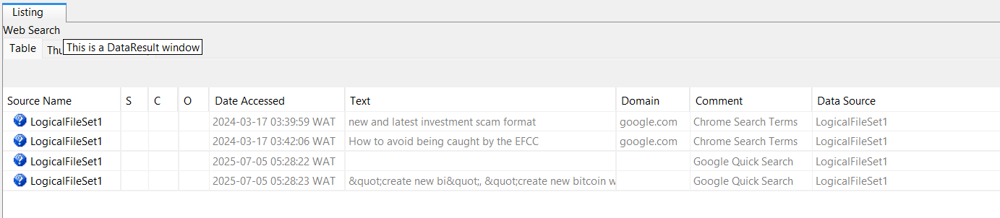 Listing
Web Search
Table Thu This is a DataResult window
Source Name S C O Date Accessed Text Domain Comment Data Source
LogicalFileSet1 2024-03-17 03:39:59 WAT new and latest investment scam format google.com Chrome Search Terms LogicalFileSet1
LogicalFileSet1 2024-03-17 03:42:06 WAT How to avoid being caught by the EFCC google.com Chrome Search Terms LogicalFileSet1
LogicalFileSet1 2025-07-05 05:28:22 WAT Google Quick Search LogicalFileSet1
LogicalFileSet1 2025-07-05 05:28:23 WAT &quot;create new bi&quot;, &quot;create new bitcoin w Google Quick Search LogicalFileSet1